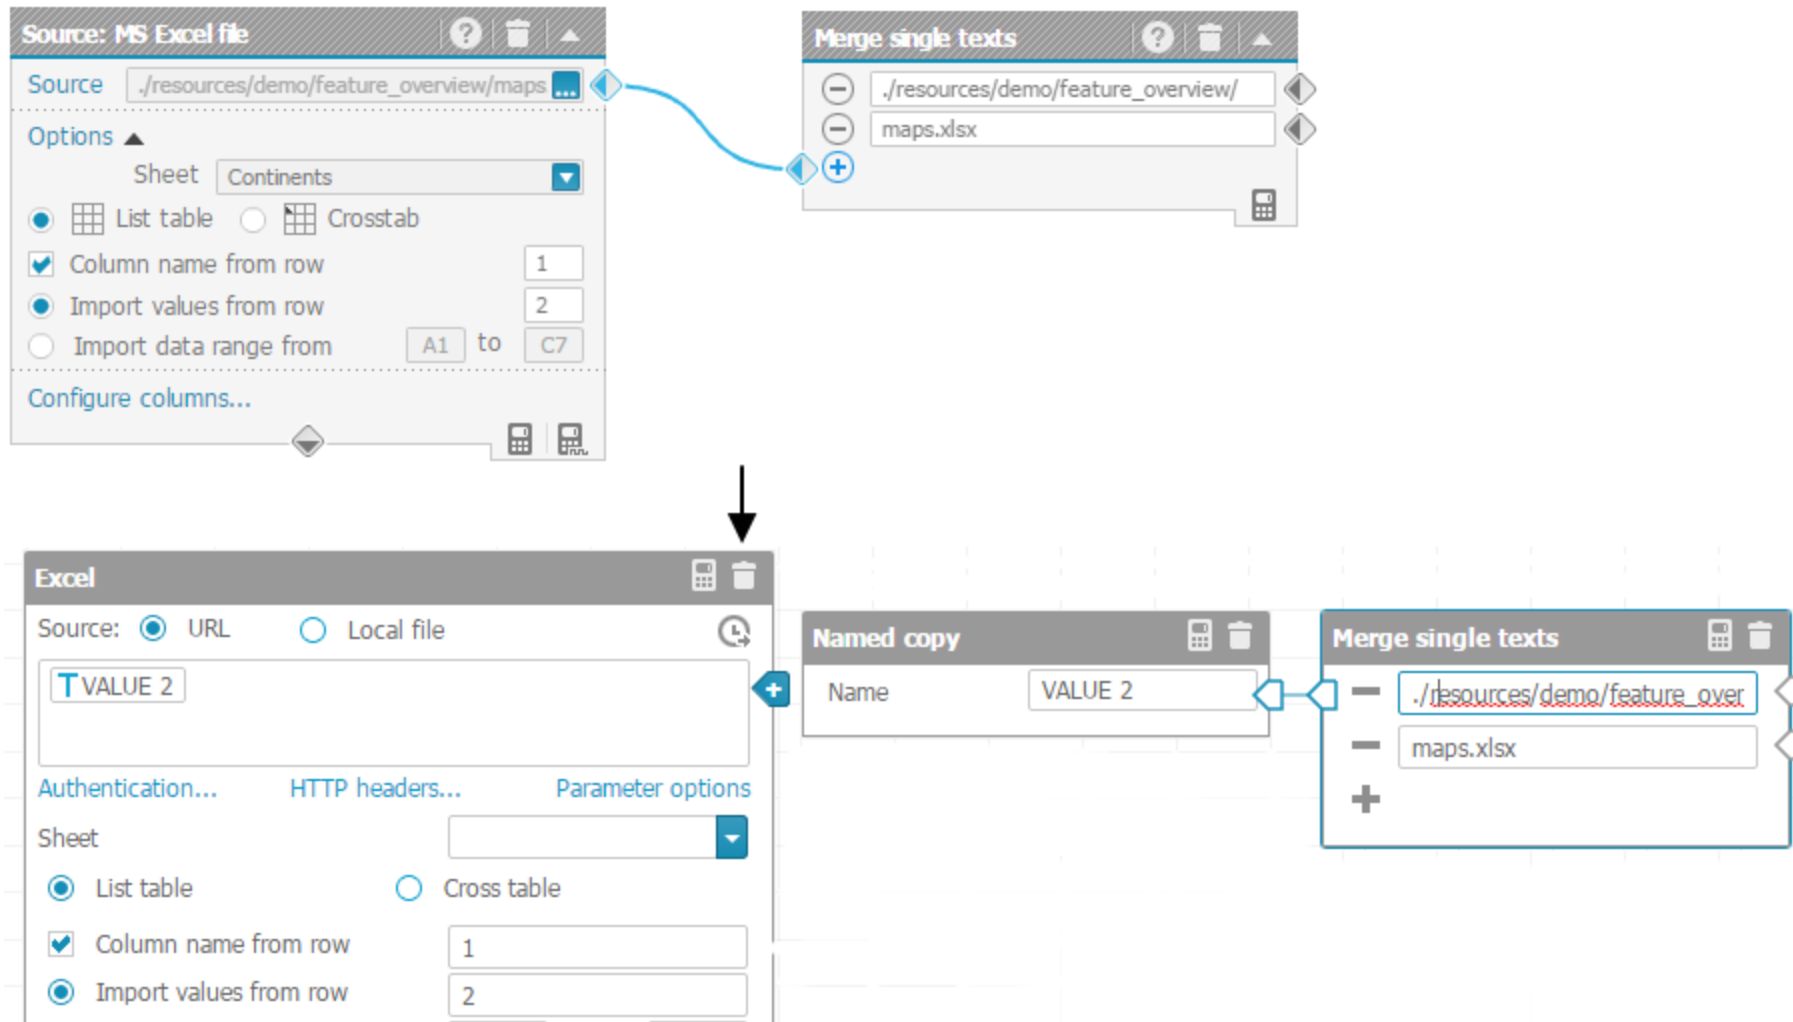 Source: MS Excel file
Source ./resources/demo/feature_overview/maps ...
Options
Sheet Continents
List table Crosstab
Column name from row 1
Import values from row 2
Import data range from A1 to C7
Configure columns...
Merge single texts
./resources/demo/feature_overview/
maps.xlsx
Excel
Source: URL Local file
T VALUE 2
Authentication... HTTP headers... Parameter options
Sheet
List table Cross table
Column name from row 1
Import values from row 2
Named copy
Name VALUE 2
Merge single texts
./resources/demo/feature_over
maps.xlsx